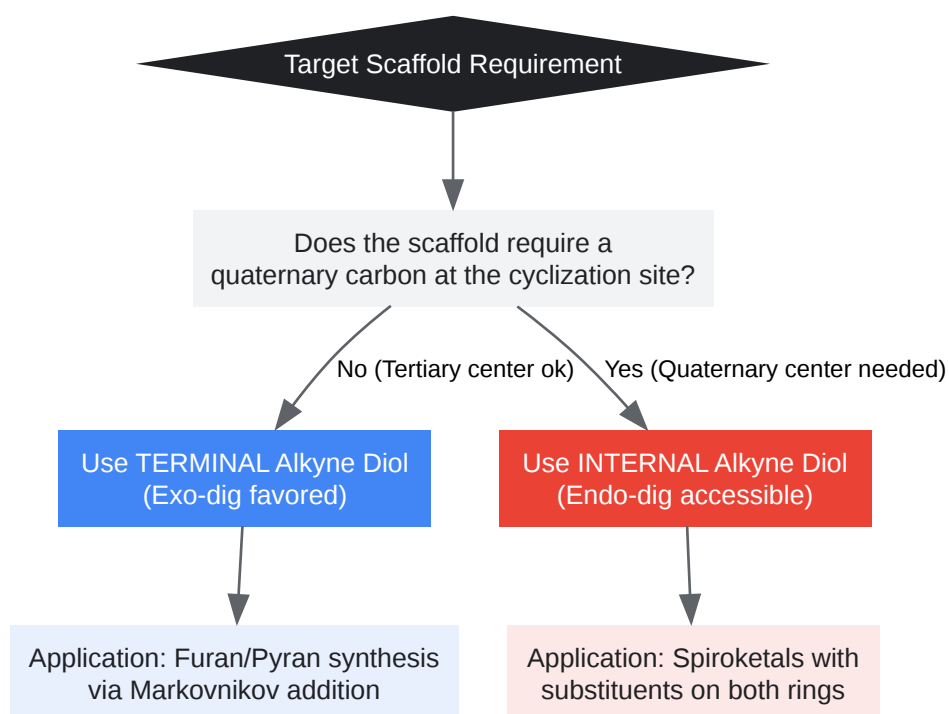 Target Scaffold Requirement
Does the scaffold require a
quaternary carbon at the cyclization site?
No (Tertiary center ok)
Yes (Quaternary center needed)
Use TERMINAL Alkyne Diol
(Exo-dig favored)
Use INTERNAL Alkyne Diol
(Endo-dig accessible)
Application: Furan/Pyran synthesis
via Markovnikov addition
Application: Spiroketals with
substituents on both rings